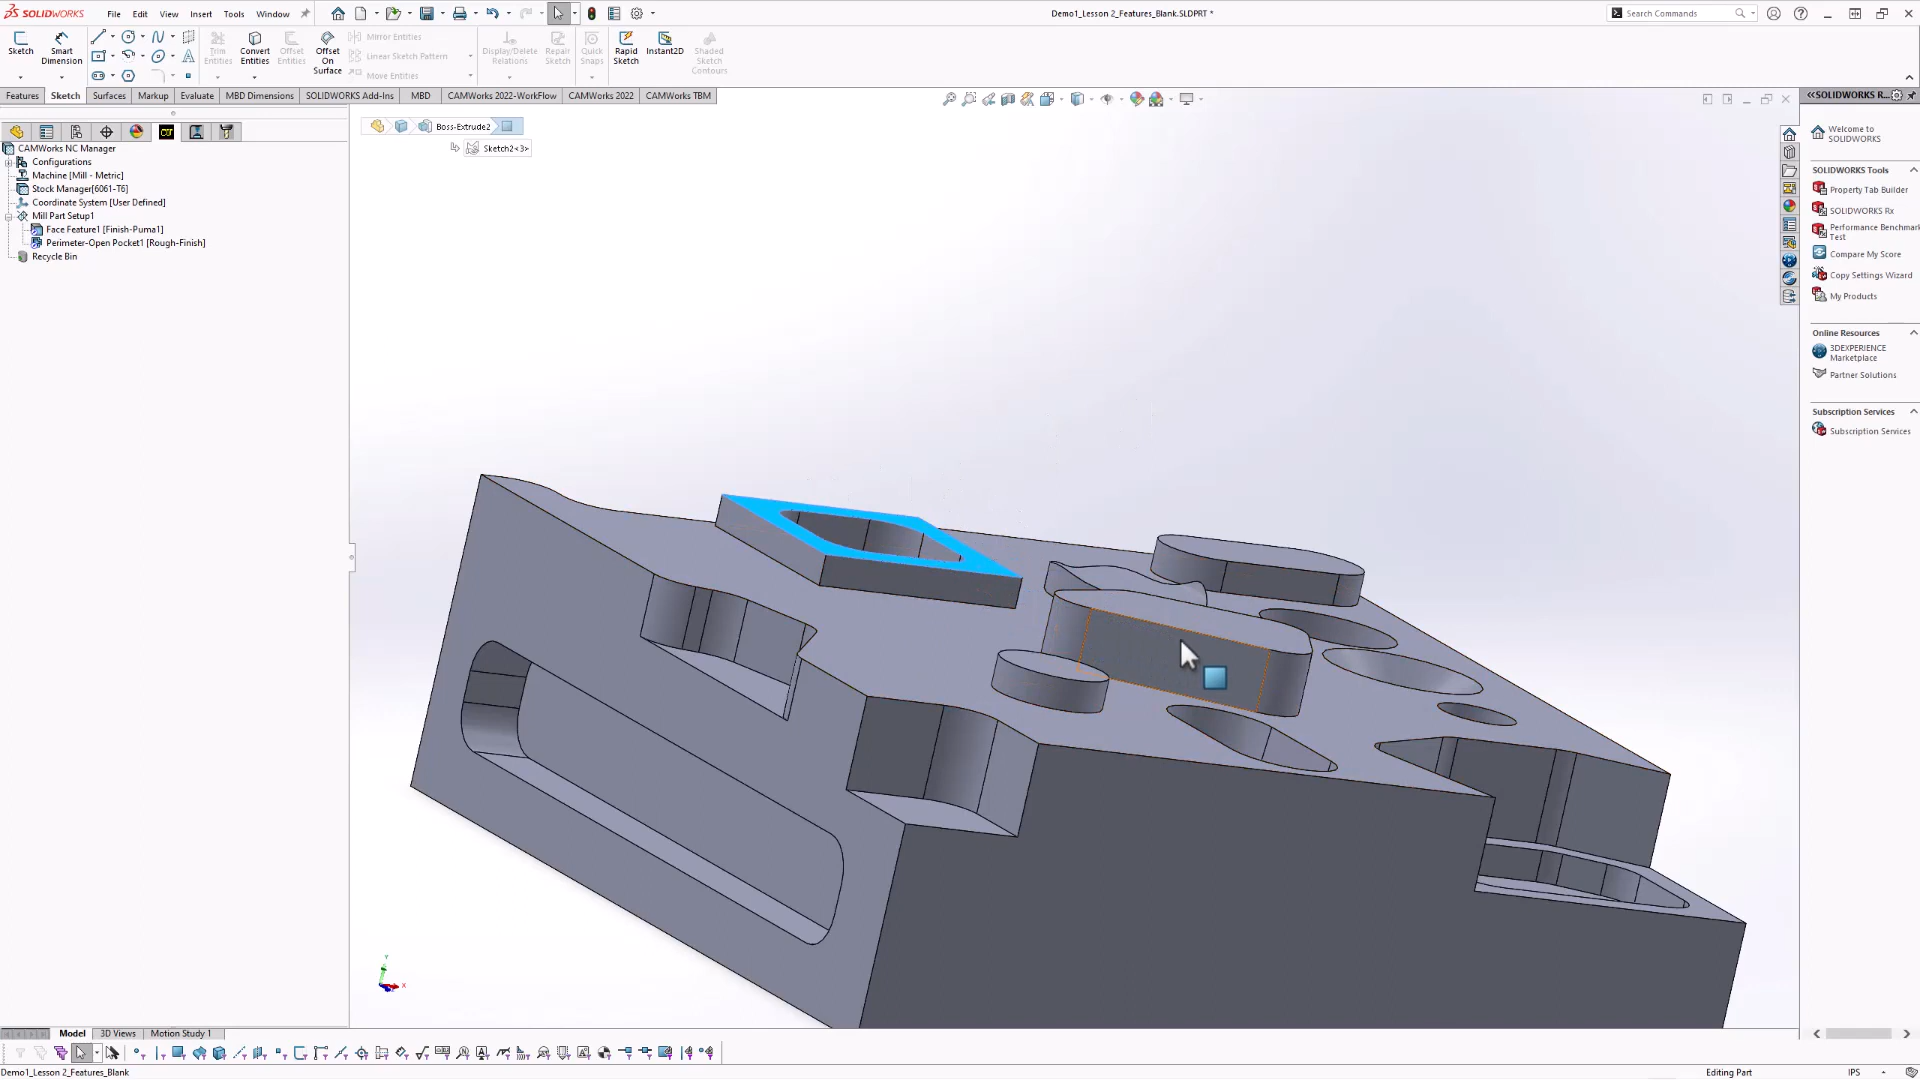 SOLIDWORKS File Edit View Insert Tools Window
Demo1_Lesson 2_Features_Blank.SLDPRT *
Search Commands
Sketch
Smart Dimension
Trim Entities
Convert Entities
Offset Entities
Offset On Surface
Mirror Entities
Linear Sketch Pattern
Move Entities
Display/Delete Relations
Repair Sketch
Quick Snaps
Rapid Sketch
Instant2D
Shaded Sketch Contours
Features Sketch Surfaces Markup Evaluate MBD Dimensions SOLIDWORKS Add-Ins MBD CAMWorks 2022-WorkFlow CAMWorks 2022 CAMWorks TBM
CAMWorks NC Manager
Configurations
Machine [Mill - Metric]
Stock Manager[6061-T6]
Coordinate System [User Defined]
Mill Part Setup1
Face Feature1 [Finish-Puma1]
Perimeter-Open Pocket1 [Rough-Finish]
Recycle Bin
Boss-Extrude2
Sketch2<3>
SOLIDWORKS R...
Welcome to
SOLIDWORKS
SOLIDWORKS Tools
Property Tab Builder
SOLIDWORKS Rx
Performance Benchmark
Test
Compare My Score
Copy Settings Wizard
My Products
Online Resources
3DEXPERIENCE
Marketplace
Partner Solutions
Subscription Services
Subscription Services
Y
X
Model 3D Views Motion Study 1
Demo1_Lesson 2_Features_Blank
Editing Part
IPS